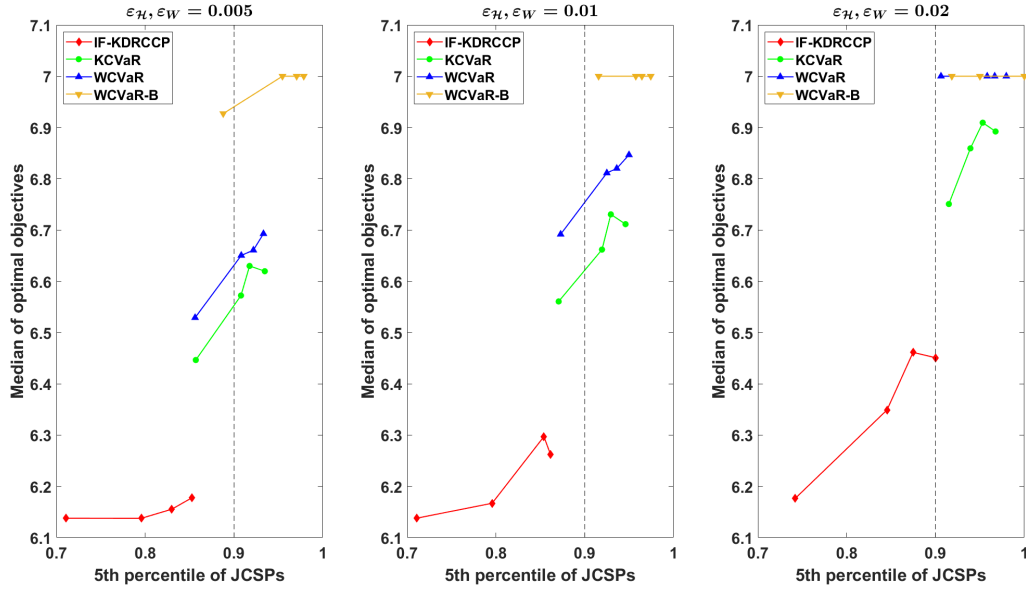 ε_ℋ, ε_W = 0.005
IF-KDRCCP
KCVaR
WCVaR
WCVaR-B
7.1
7
6.9
6.8
6.7
6.6
6.5
6.4
6.3
6.2
6.1
Median of optimal objectives
0.7 0.8 0.9 1
5th percentile of JCSPs
ε_ℋ, ε_W = 0.01
IF-KDRCCP
KCVaR
WCVaR
WCVaR-B
7.1
7
6.9
6.8
6.7
6.6
6.5
6.4
6.3
6.2
6.1
Median of optimal objectives
0.7 0.8 0.9 1
5th percentile of JCSPs
ε_ℋ, ε_W = 0.02
IF-KDRCCP
KCVaR
WCVaR
WCVaR-B
7.1
7
6.9
6.8
6.7
6.6
6.5
6.4
6.3
6.2
6.1
Median of optimal objectives
0.7 0.8 0.9 1
5th percentile of JCSPs